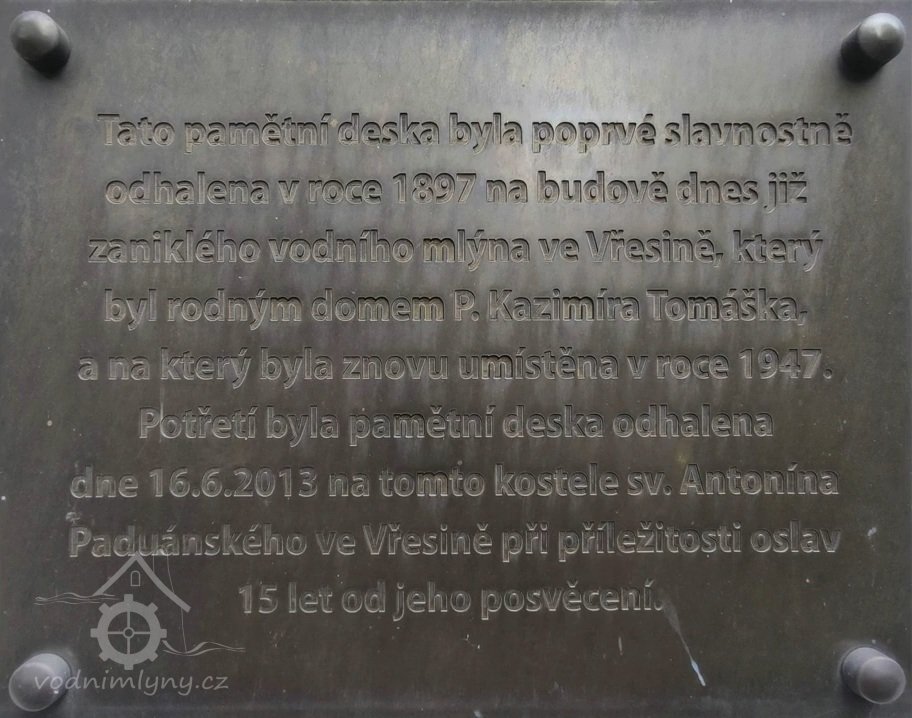 Tato pamětní deska byla poprvé slavnostně
odhalena v roce 1897 na budově dnes již
zaniklého vodního mlýna ve Vřesině, který
byl rodným domem P. Kazimíra Tomáška,
a na který byla znovu umístěna v roce 1947.
Potřetí byla pamětní deska odhalena
dne 16.6.2013 na tomto kostele sv. Antonína
Paduánského ve Vřesině při příležitosti oslav
15 let od jeho posvěcení.
vodnimlyny.cz